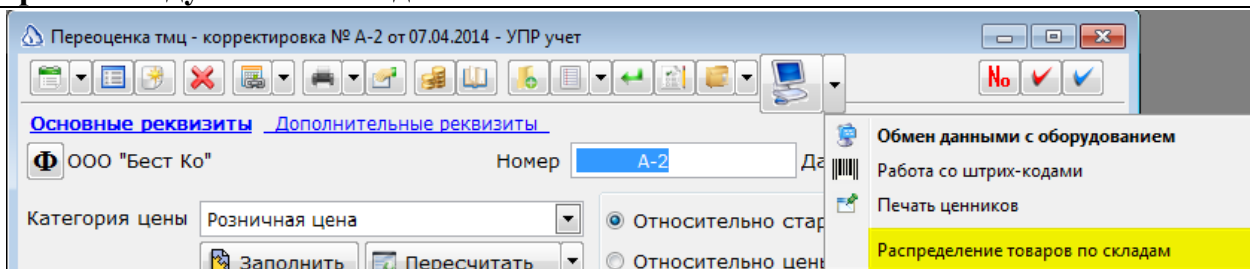 Переоценка тмц - корректировка № А-2 от 07.04.2014 - УПР учет
№
Основные реквизиты Дополнительные реквизиты
Обмен данными с оборудованием
Ф ООО "Бест Ко" Номер А-2
Работа со штрих-кодами
Печать ценников
Категория цены Розничная цена Относительно
Распределение товаров по складам
Заполнить Пересчитать Относительно